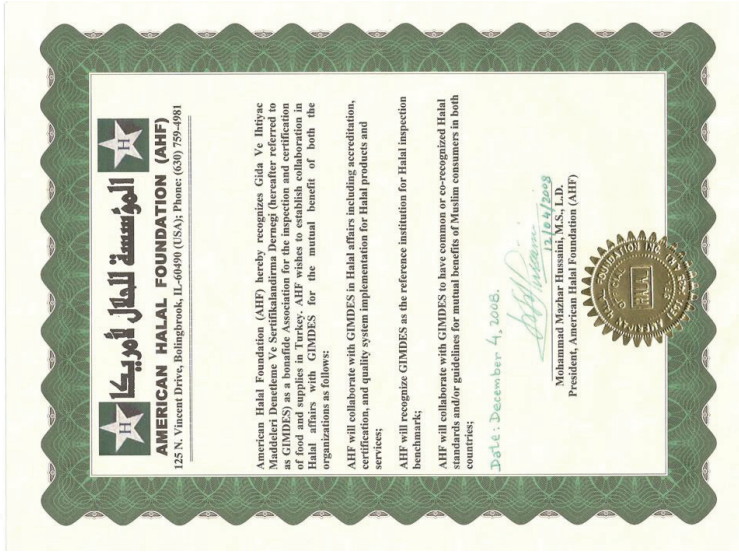 المؤسسة للحلال لأمريكا
H H
AMERICAN HALAL FOUNDATION (AHF)
125 N. Vincent Drive, Bolingbrook, IL-60490 (USA); Phone: (630) 759-4981
American Halal Foundation (AHF) hereby recognizes Gida Ve Ihtiyac
Maddeleri Denetleme Ve Sertifikalandirma Dernegi (hereafter referred to
as GIMDES) as a bonafide Association for the inspection and certification
of food and supplies in Turkey. AHF wishes to establish collaboration in
Halal affairs with GIMDES for the mutual benefit of both the
organizations as follows:
AHF will collaborate with GIMDES in Halal affairs including accreditation,
certification, and quality system implementation for Halal products and
services;
AHF will recognize GIMDES as the reference institution for Halal inspection
benchmark;
AHF will collaborate with GIMDES to have common or co-recognized Halal
standards and/or guidelines for mutual benefits of Muslim consumers in both
countries;
Date: December 4, 2008.
12/04/2008
Mohammad Mazhar Hussaini, M.S., L.D.
President, American Halal Foundation (AHF)
FOUNDATION INC.
HALAL